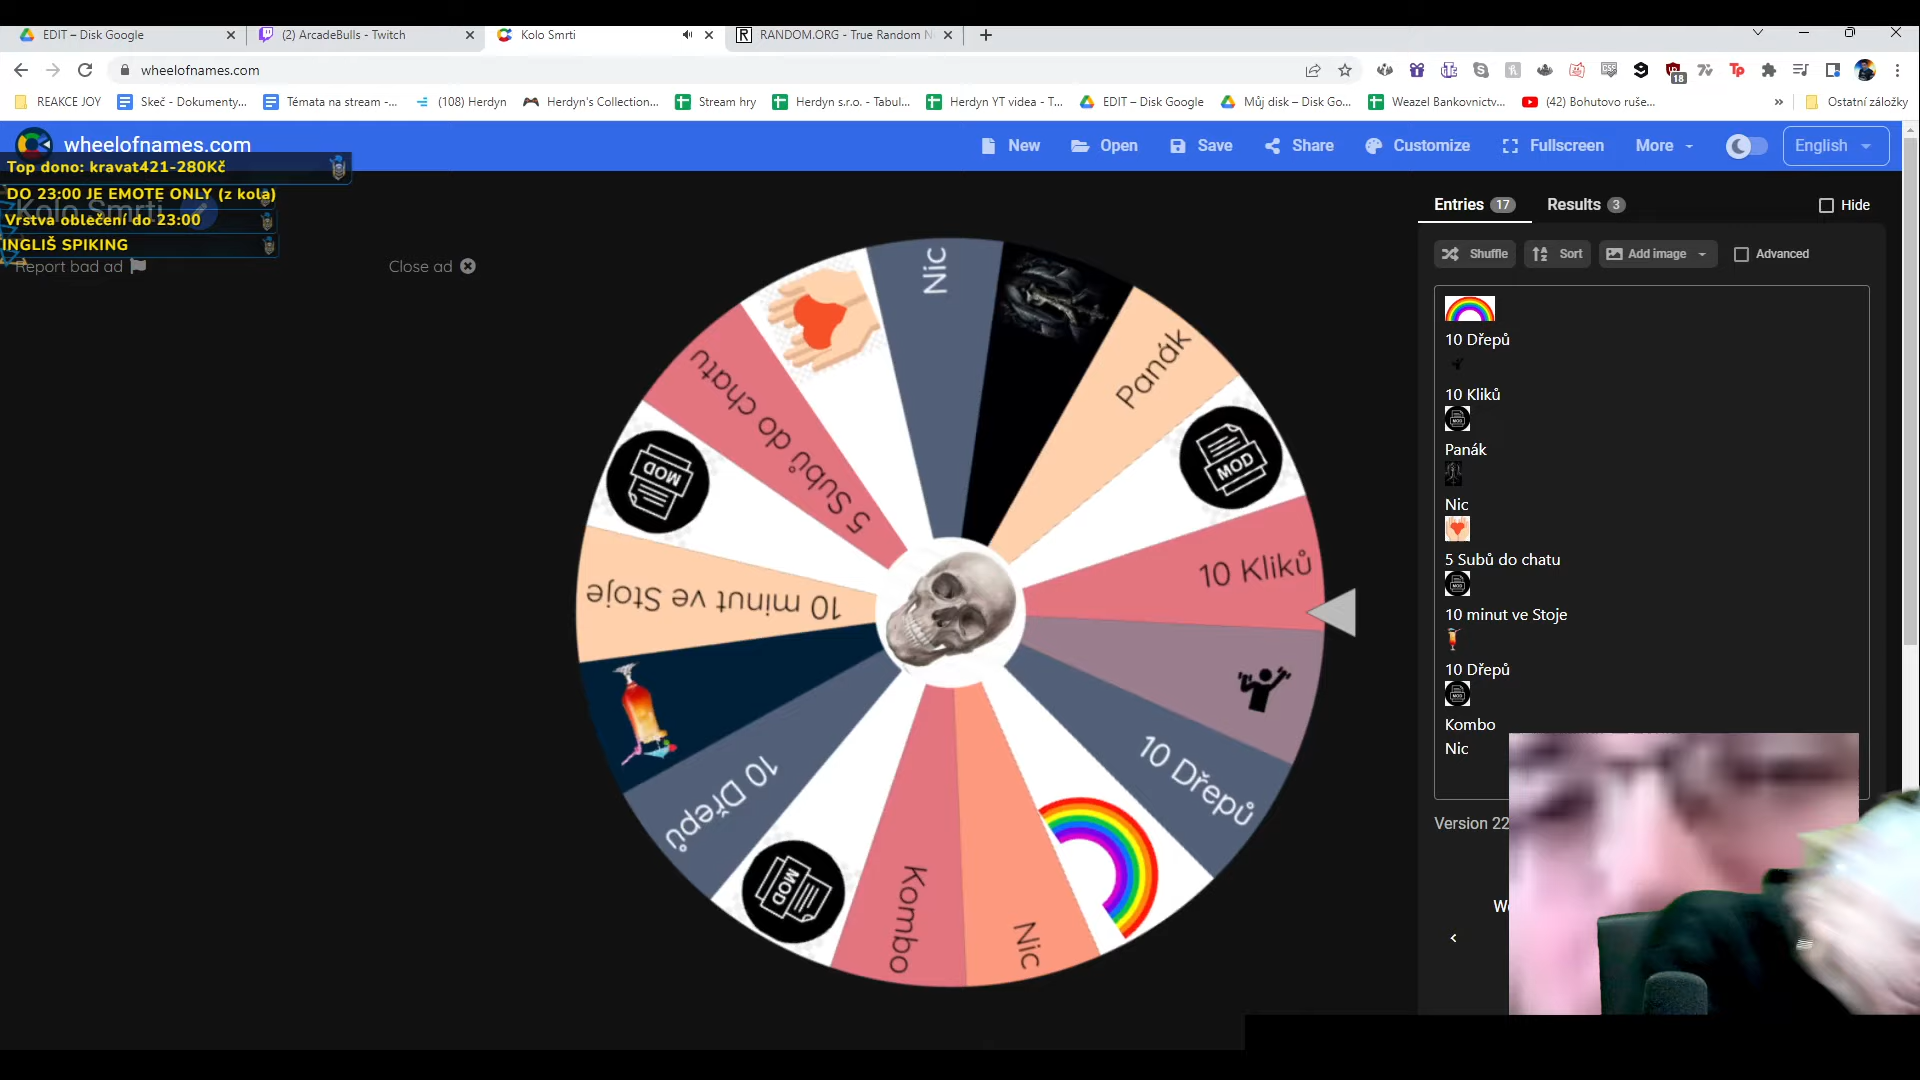 EDIT – Disk Google
(2) ArcadeBulls - Twitch
Kolo Smrti
RANDOM.ORG - True Random N
wheelofnames.com
18
REAKCE JOY
Skeč - Dokumenty...
Témata na stream -...
(108) Herdyn
Herdyn's Collection...
Stream hry
Herdyn s.r.o. - Tabul...
Herdyn YT videa - T...
EDIT – Disk Google
Můj disk – Disk Go...
Weazel Bankovnictv...
(42) Bohutovo ruše...
»
Ostatní záložky
wheelofnames.com
New
Open
Save
Share
Customize
Fullscreen
More
English
Top dono: kravat421-280Kč
DO 23:00 JE EMOTE ONLY (z kola)
Kolo Smrti
Vrstva oblečení do 23:00
INGLIŠ SPIKING
Report bad ad
Close ad
Entries 17
Results 3
Hide
Shuffle
Sort
Add image
Advanced
10 Dřepů
10 Kliků
Panák
Nic
5 Subů do chatu
10 minut ve Stoje
10 Dřepů
Kombo
Nic
Version 22
Nic
Panák
MOD
10 Kliků
10 Dřepů
Nic
Kombo
MOD
10 Dřepů
10 minut ve Stoje
MOD
5 Subů do chatu